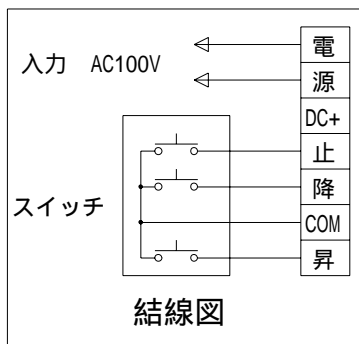 電
入力 AC100V
源
DC+
止
降
スイッチ
COM
昇
結線図